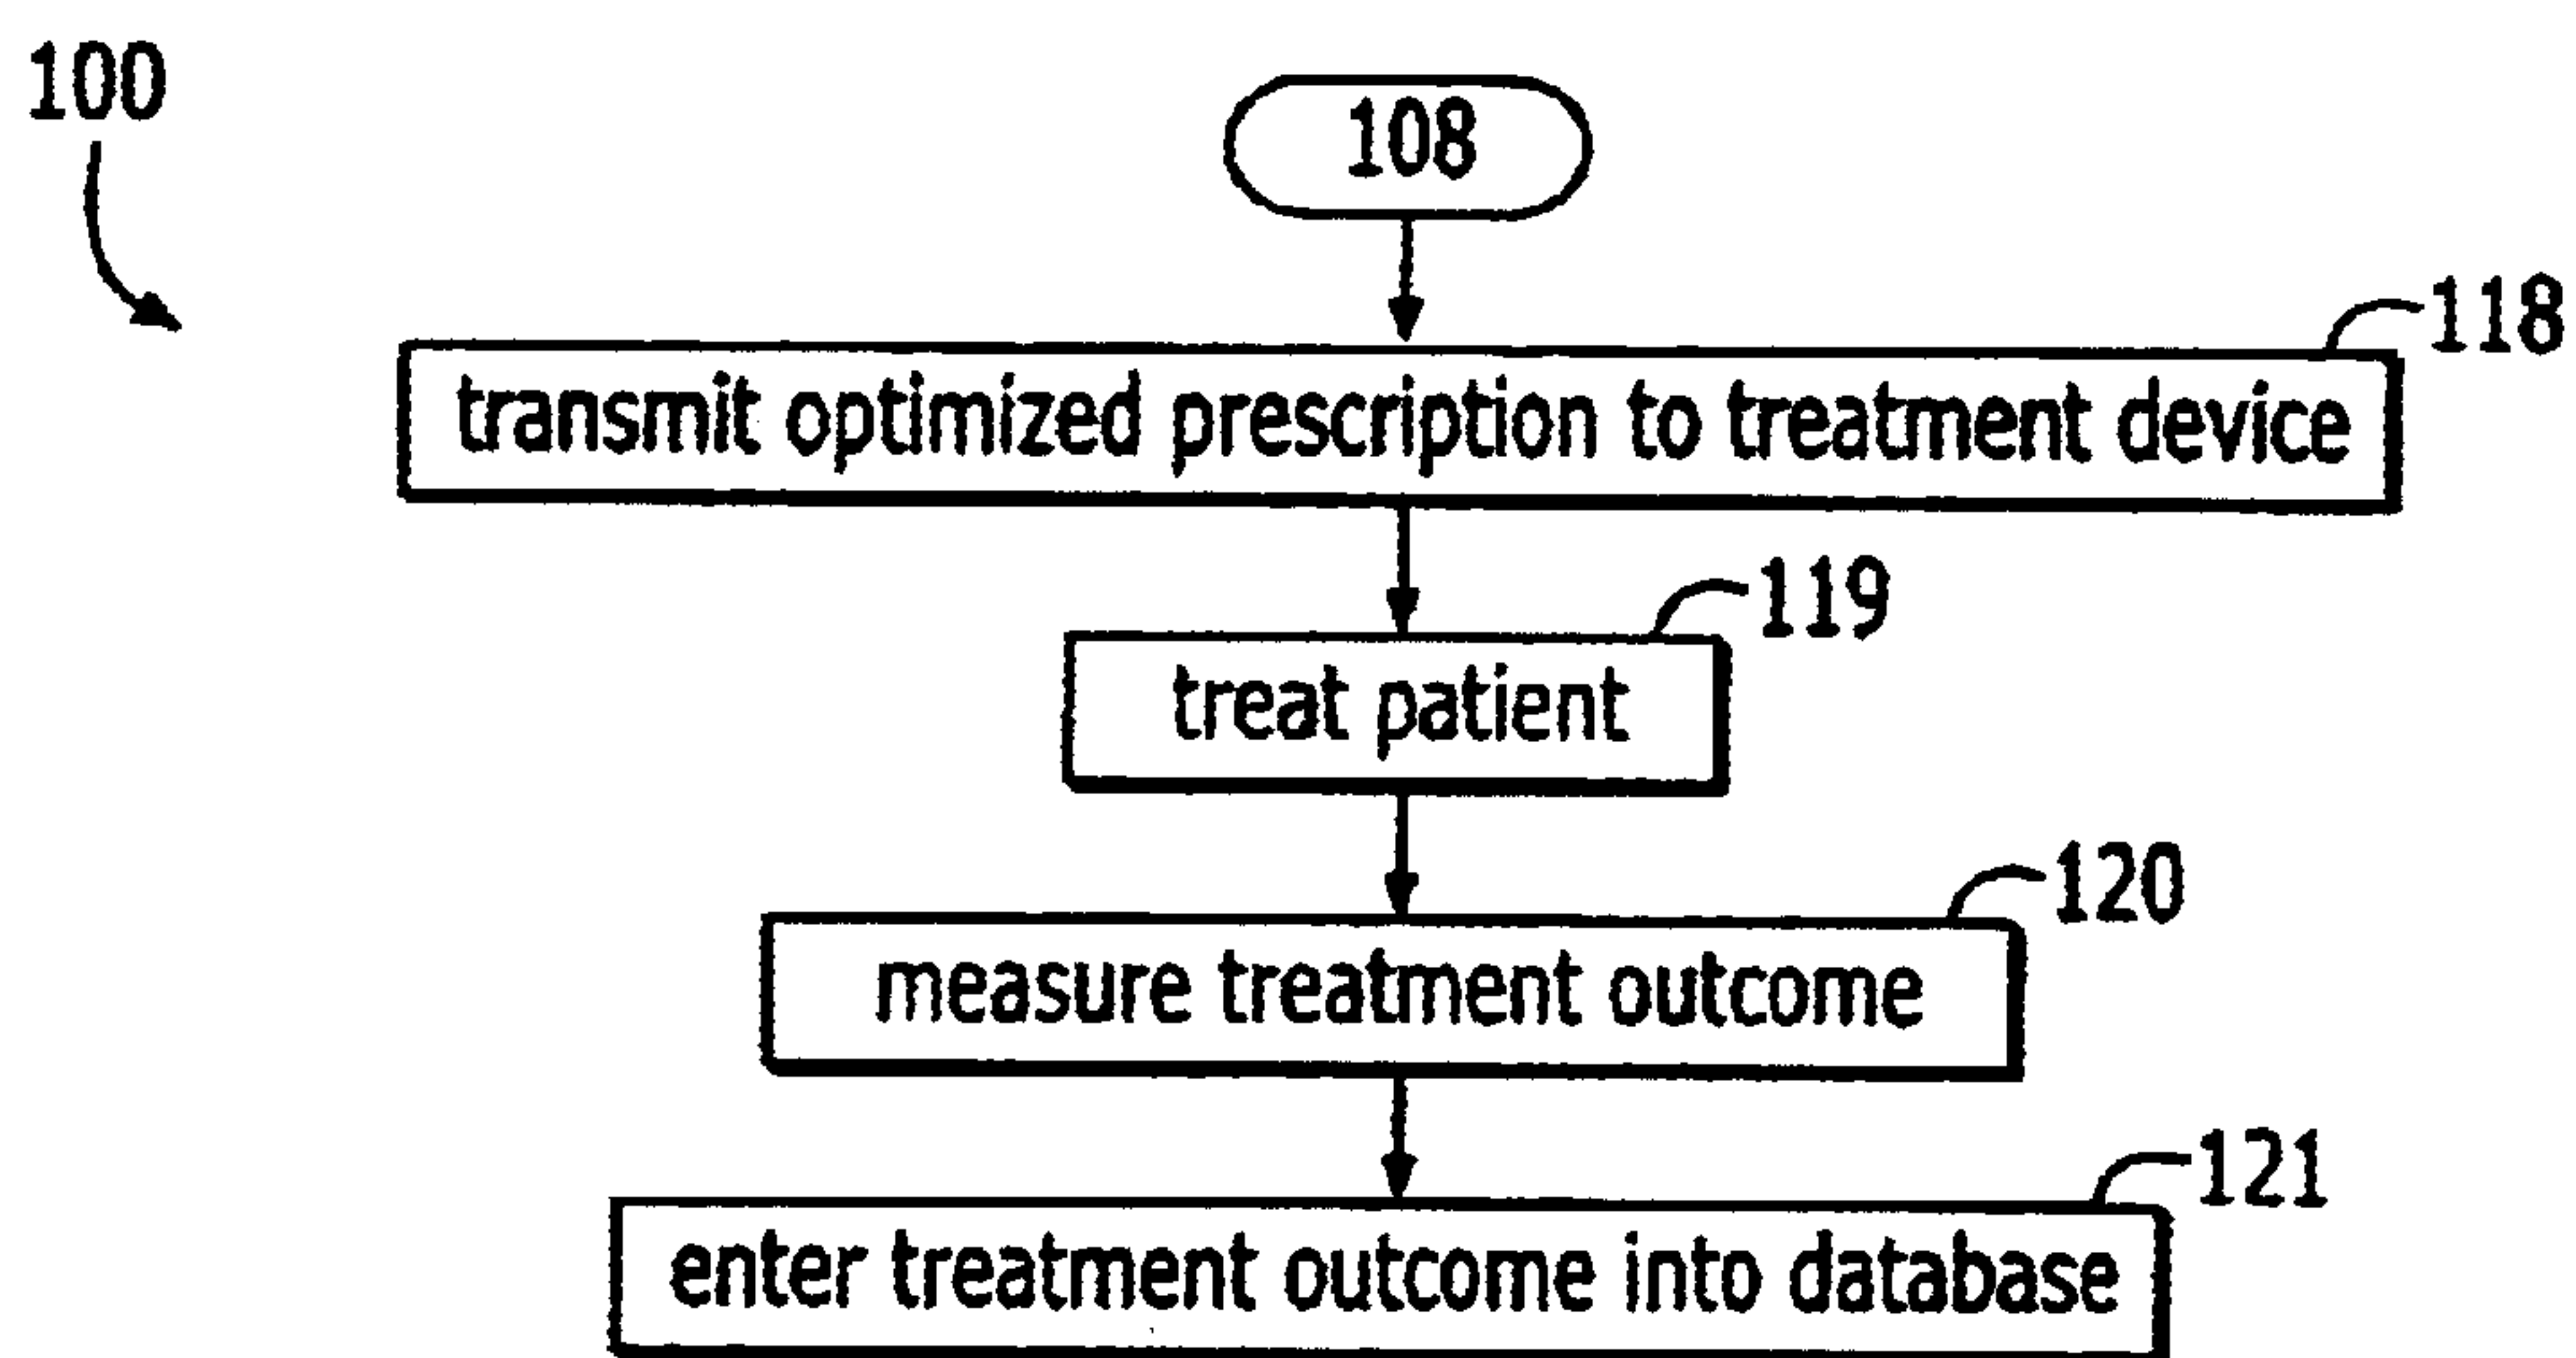 100
108
118
transmit optimized prescription to treatment device
119
treat patient
120
measure treatment outcome
121
enter treatment outcome into database